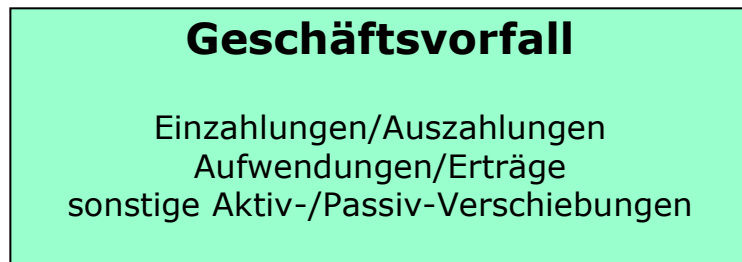 Geschäftsvorfall
Einzahlungen/Auszahlungen
Aufwendungen/Erträge
sonstige Aktiv-/Passiv-Verschiebungen